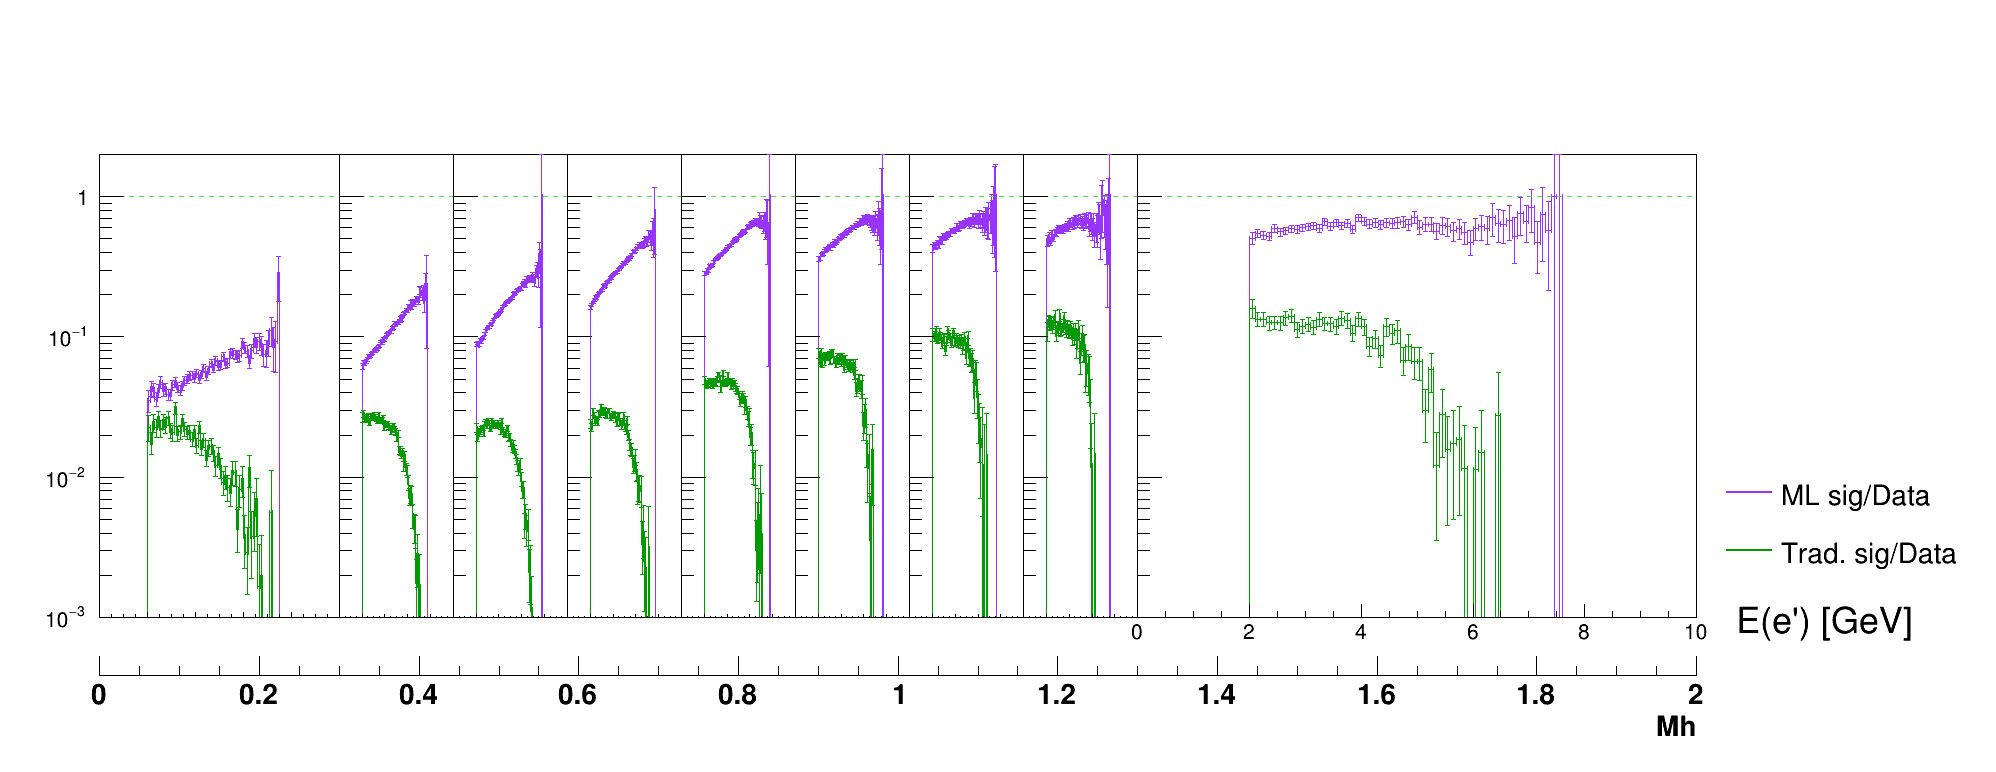 1
10⁻¹
10⁻²
10⁻³
ML sig/Data
Trad. sig/Data
0 2 4 6 8 10
E(e') [GeV]
0 0.2 0.4 0.6 0.8 1 1.2 1.4 1.6 1.8 2
Mh